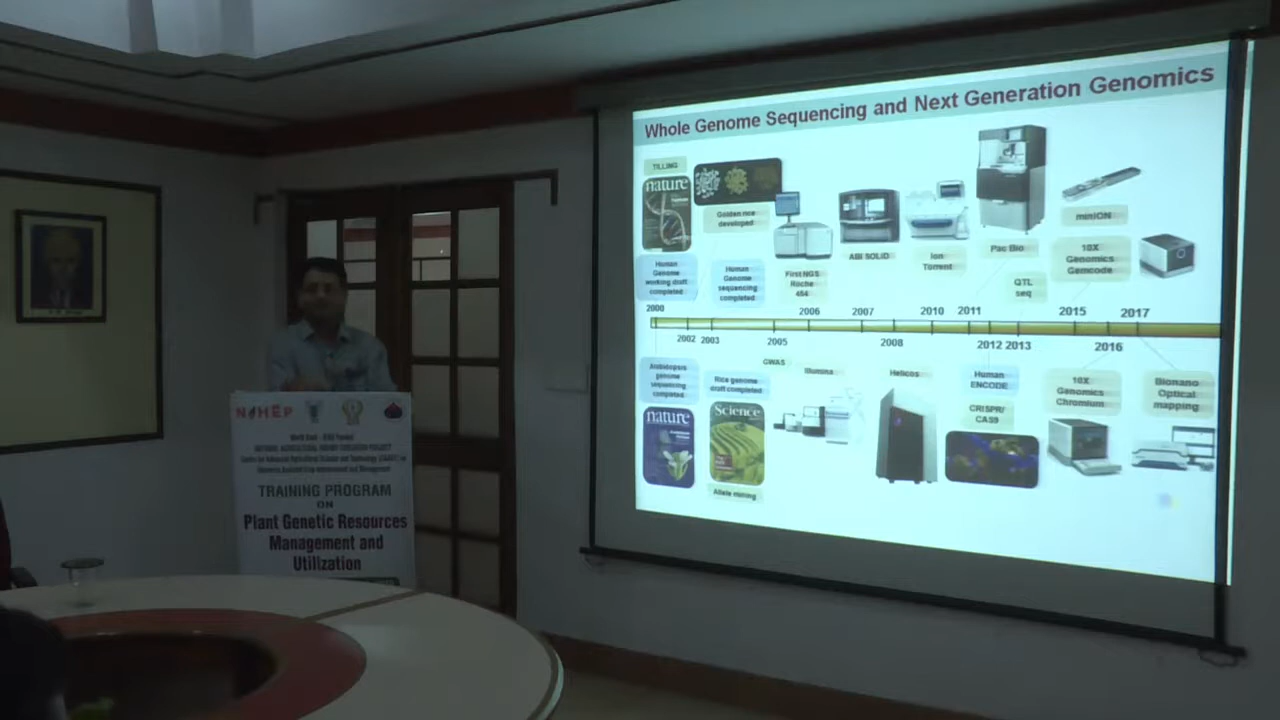 Whole Genome Sequencing and Next Generation Genomics
TILLING
nature
Golden rice
developed
Human
Genome
working draft
completed
Human
Genome
sequencing
completed
First NGS
Roche
454
ABI SOLID
Ion
Torrent
Pac Bio
QTL
seq
minION
10X
Genomics
Gemcode
2000
2006
2007
2010
2011
2015
2017
2002
2003
2005
2008
2012
2013
2016
Arabidopsis
genome
sequencing
completed
nature
Rice genome
draft completed
Science
Allele mining
GWAS
Illumina
Helicos
Human
ENCODE
CRISPR/
CAS9
10X
Genomics
Chromium
Bionano
Optical
mapping
NAHEP
TRAINING PROGRAM
ON
Plant Genetic Resources
Management and
Utilization